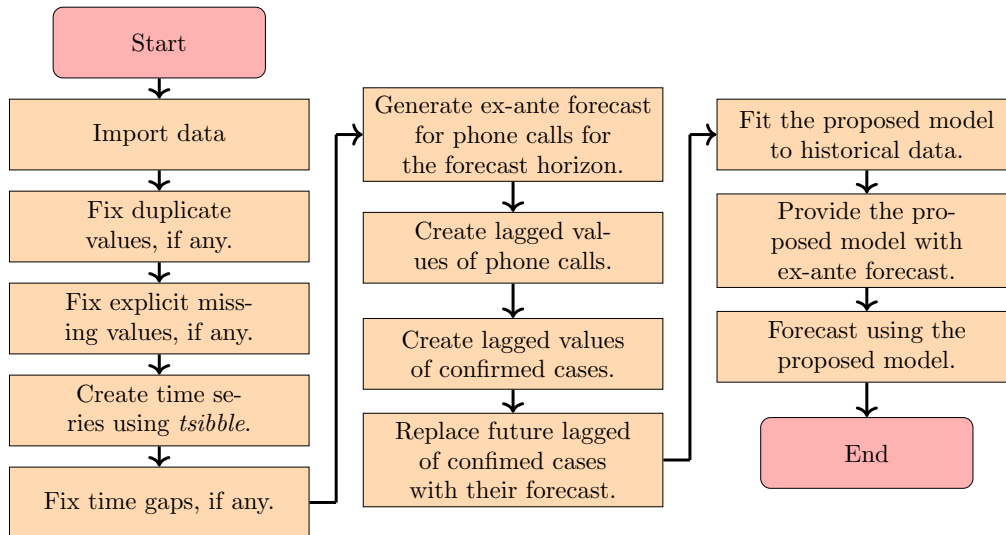 Start
Import data
Fix duplicate
values, if any.
Fix explicit miss-
ing values, if any.
Create time se-
ries using tsibble.
Fix time gaps, if any.
Generate ex-ante forecast
for phone calls for
the forecast horizon.
Create lagged val-
ues of phone calls.
Create lagged values
of confirmed cases.
Replace future lagged
of confimed cases
with their forecast.
Fit the proposed model
to historical data.
Provide the pro-
posed model with
ex-ante forecast.
Forecast using the
proposed model.
End